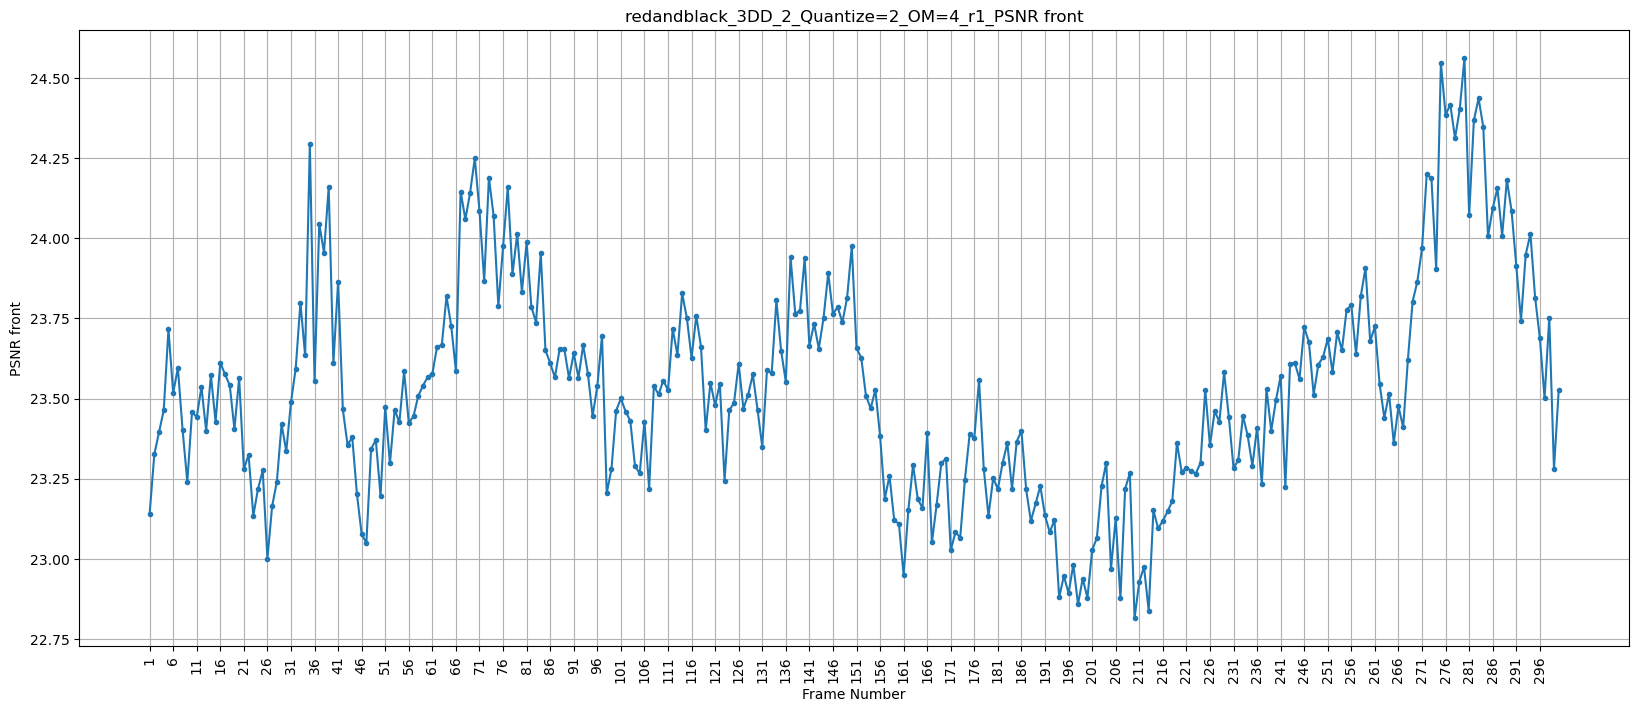 redandblack_3DD_2_Quantize=2_OM=4_r1_PSNR front
PSNR front
24.50
24.25
24.00
23.75
23.50
23.25
23.00
22.75
1 6 11 16 21 26 31 36 41 46 51 56 61 66 71 76 81 86 91 96 101 106 111 116 121 126 131 136 141 146 151 156 161 166 171 176 181 186 191 196 201 206 211 216 221 226 231 236 241 246 251 256 261 266 271 276 281 286 291 296
Frame Number